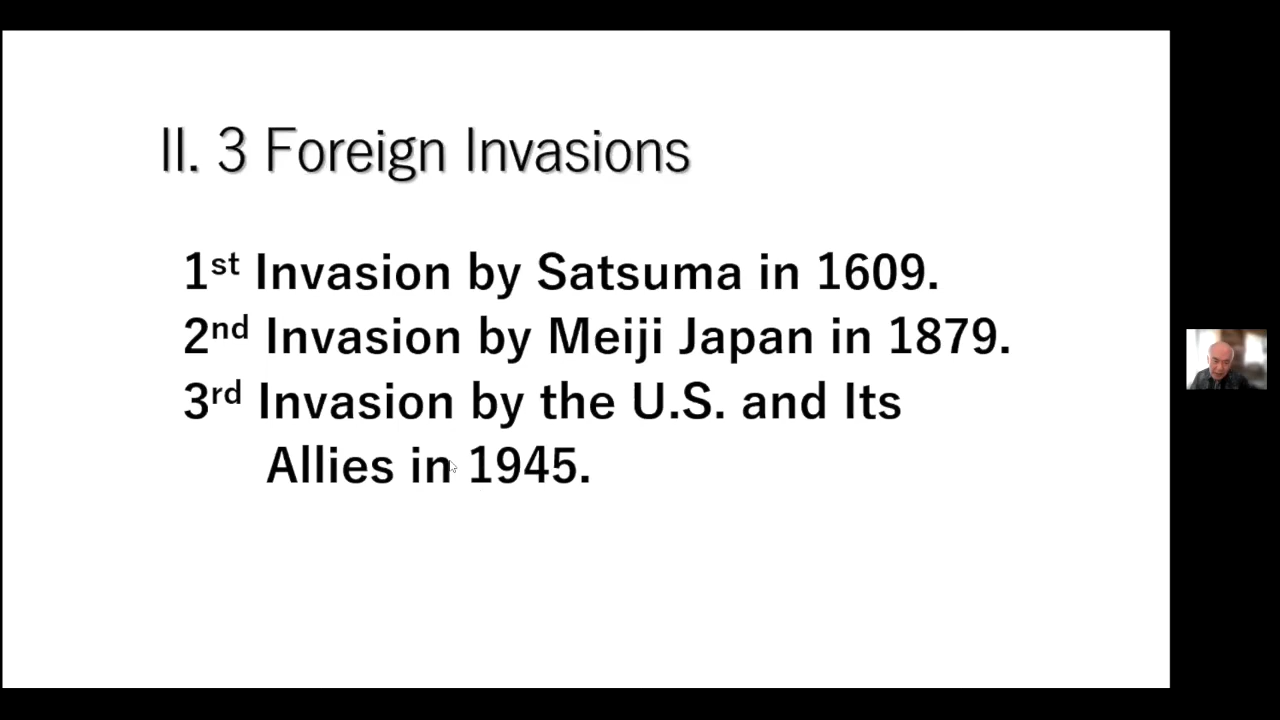 II. 3 Foreign Invasions
1st Invasion by Satsuma in 1609.
2nd Invasion by Meiji Japan in 1879.
3rd Invasion by the U.S. and Its
Allies in 1945.